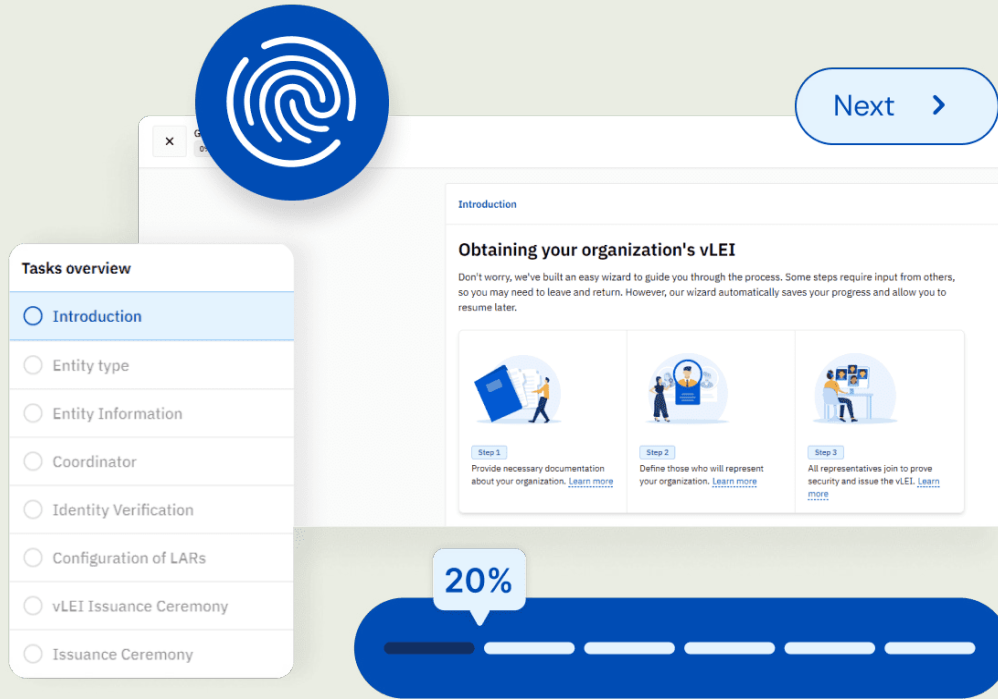 Next
Introduction
Obtaining your organization's vLEI
Don't worry, we've built an easy wizard to guide you through the process. Some steps require input from others,
so you may need to leave and return. However, our wizard automatically saves your progress and allow you to
resume later.
Step 1
Provide necessary documentation
about your organization. Learn more
Step 2
Define those who will represent
your organization. Learn more
Step 3
All representatives join to prove
security and issue the vLEI. Learn
more
Tasks overview
Introduction
Entity type
Entity Information
Coordinator
Identity Verification
Configuration of LARs
vLEI Issuance Ceremony
Issuance Ceremony
20%